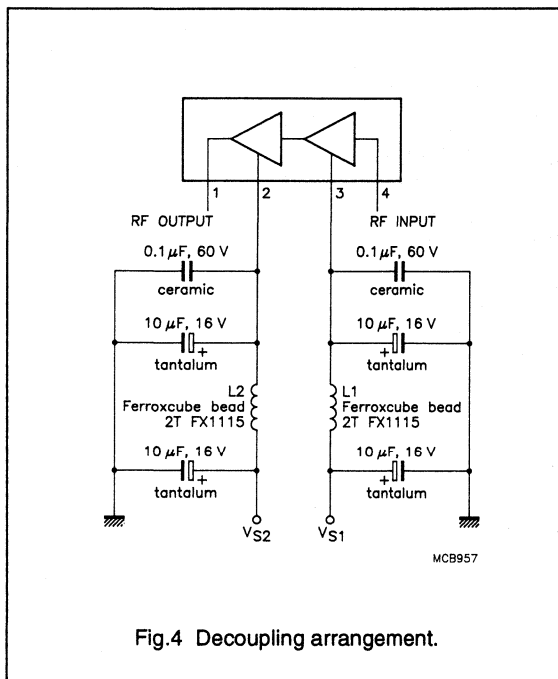 1 2 3 4
RF OUTPUT RF INPUT
0.1 μF, 60 V 0.1 μF, 60 V
ceramic ceramic
10 μF, 16 V 10 μF, 16 V
+ +
tantalum tantalum
L2 L1
Ferroxcube bead Ferroxcube bead
2T FX1115 2T FX1115
10 μF, 16 V 10 μF, 16 V
+ +
tantalum tantalum
VS2 VS1
MCB957
Fig.4 Decoupling arrangement.